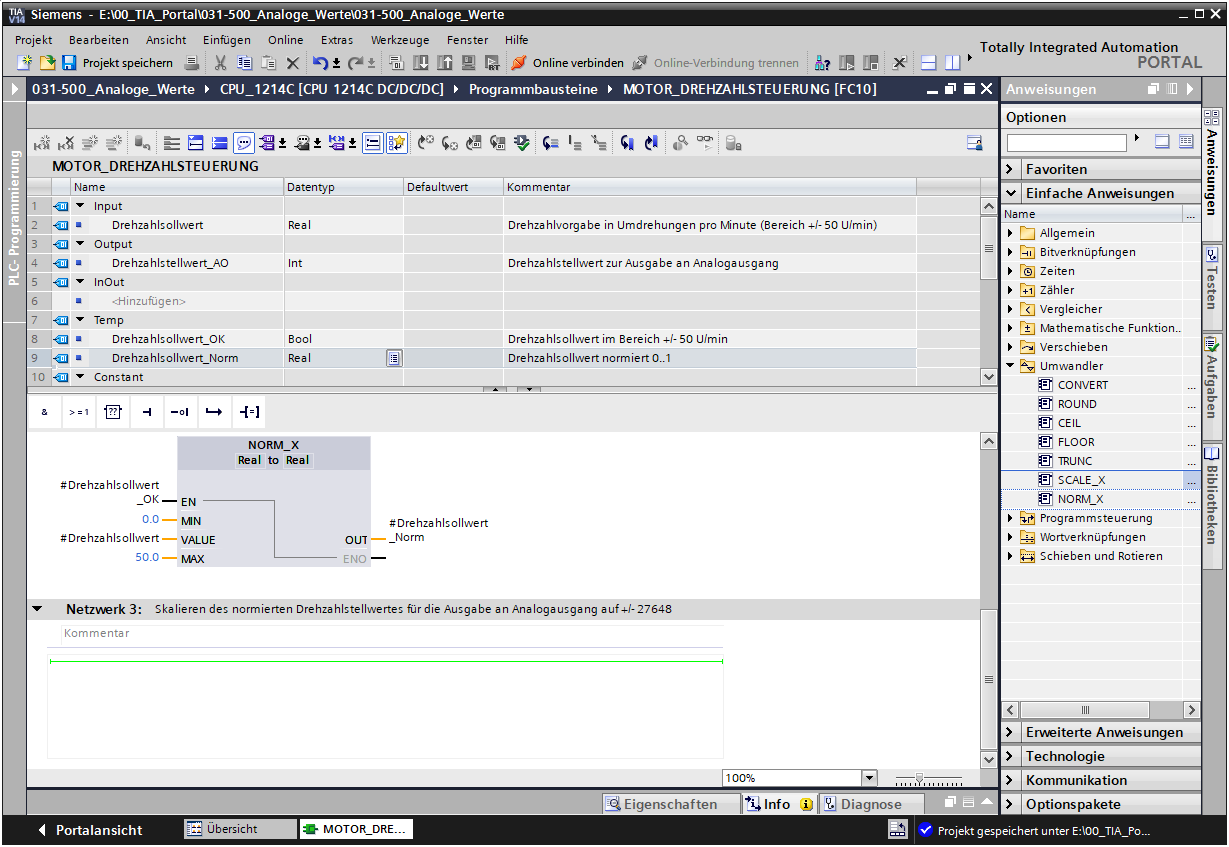 TIA V14 Siemens - E:\00_TIA_Portal\031-500_Analoge_Werte\031-500_Analoge_Werte
Projekt Bearbeiten Ansicht Einfügen Online Extras Werkzeuge Fenster Hilfe
Totally Integrated Automation
PORTAL
Projekt speichern Online verbinden Online-Verbindung trennen
031-500_Analoge_Werte CPU_1214C [CPU 1214C DC/DC/DC] Programmbausteine MOTOR_DREHZAHLSTEUERUNG [FC10]
PLC-Programmierung
MOTOR_DREHZAHLSTEUERUNG
Name Datentyp Defaultwert Kommentar
1 Input
2 Drehzahlsollwert Real Drehzahlvorgabe in Umdrehungen pro Minute (Bereich +/- 50 U/min)
3 Output
4 Drehzahlstellwert_AO Int Drehzahlstellwert zur Ausgabe an Analogausgang
5 InOut
6 <Hinzufügen>
7 Temp
8 Drehzahlsollwert_OK Bool Drehzahlsollwert im Bereich +/- 50 U/min
9 Drehzahlsollwert_Norm Real Drehzahlsollwert normiert 0..1
10 Constant
& >=1 ?? -o| -[=]
NORM_X
Real to Real
#Drehzahlsollwert
_OK EN
0.0 MIN
#Drehzahlsollwert VALUE
50.0 MAX
OUT
ENO
#Drehzahlsollwert
_Norm
Netzwerk 3: Skalieren des normierten Drehzahlstellwertes für die Ausgabe an Analogausgang auf +/- 27648
Kommentar
100%
Eigenschaften Info Diagnose
Anweisungen
Optionen
Favoriten
Einfache Anweisungen
Name ...
Allgemein
Bitverknüpfungen
Zeiten
Zähler
Vergleicher
Mathematische Funktion..
Verschieben
Umwandler
CONVERT ...
ROUND ...
CEIL ...
FLOOR ...
TRUNC ...
SCALE_X ...
NORM_X ...
Programmsteuerung
Wortverknüpfungen
Schieben und Rotieren
Erweiterte Anweisungen
Technologie
Kommunikation
Optionspakete
Anweisungen
Testen
Aufgaben
Bibliotheken
Portalansicht Übersicht MOTOR_DRE... Projekt gespeichert unter E:\00_TIA_Po...